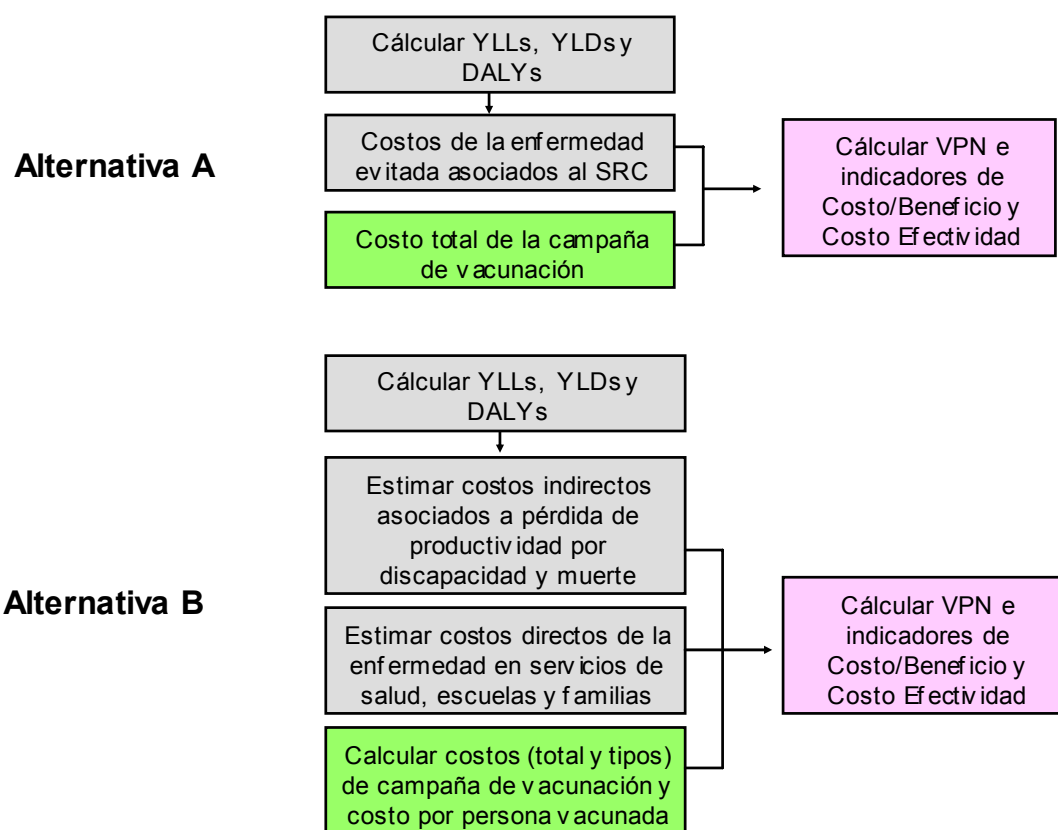 Cálcular YLLs, YLDs y
DALYs
Alternativa A
Costos de la enfermedad
evitada asociados al SRC
Costo total de la campaña
de vacunación
Cálcular VPN e
indicadores de
Costo/Beneficio y
Costo Efectividad
Cálcular YLLs, YLDs y
DALYs
Alternativa B
Estimar costos indirectos
asociados a pérdida de
productividad por
discapacidad y muerte
Estimar costos directos de la
enfermedad en servicios de
salud, escuelas y familias
Calcular costos (total y tipos)
de campaña de vacunación y
costo por persona vacunada
Cálcular VPN e
indicadores de
Costo/Beneficio y
Costo Efectividad